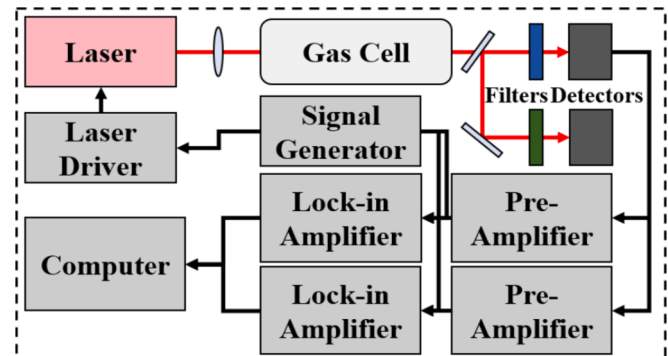 Laser
Gas Cell
Filters
Detectors
Laser
Driver
Signal
Generator
Lock-in
Amplifier
Pre-
Amplifier
Computer
Lock-in
Amplifier
Pre-
Amplifier